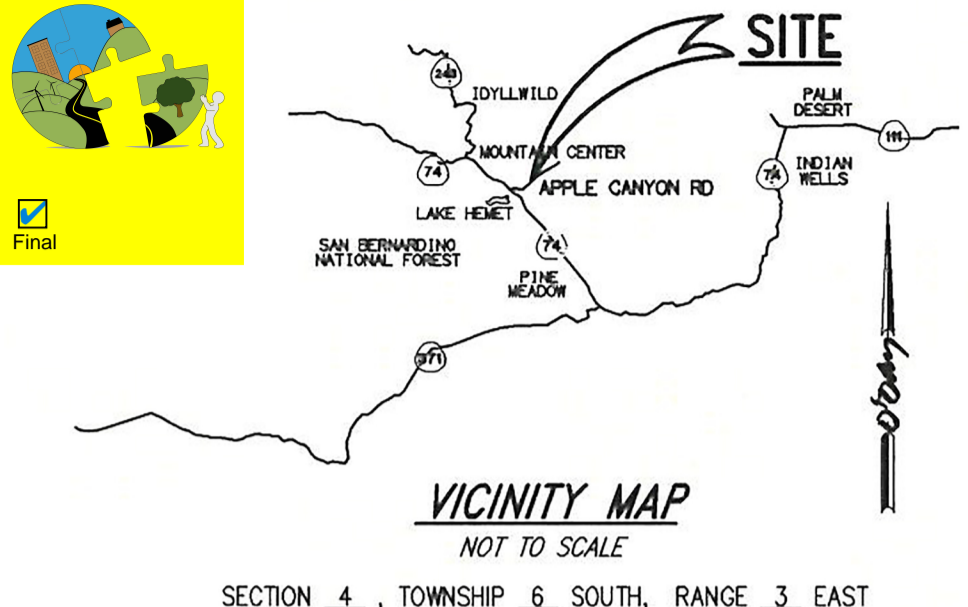 Final
SITE
243
IDYLLWILD
PALM
DESERT
111
MOUNTAIN CENTER
74
APPLE CANYON RD
74
INDIAN
WELLS
LAKE HEMET
SAN BERNARDINO
NATIONAL FOREST
74
PINE
MEADOW
371
VICINITY MAP
NOT TO SCALE
SECTION 4 , TOWNSHIP 6 SOUTH, RANGE 3 EAST